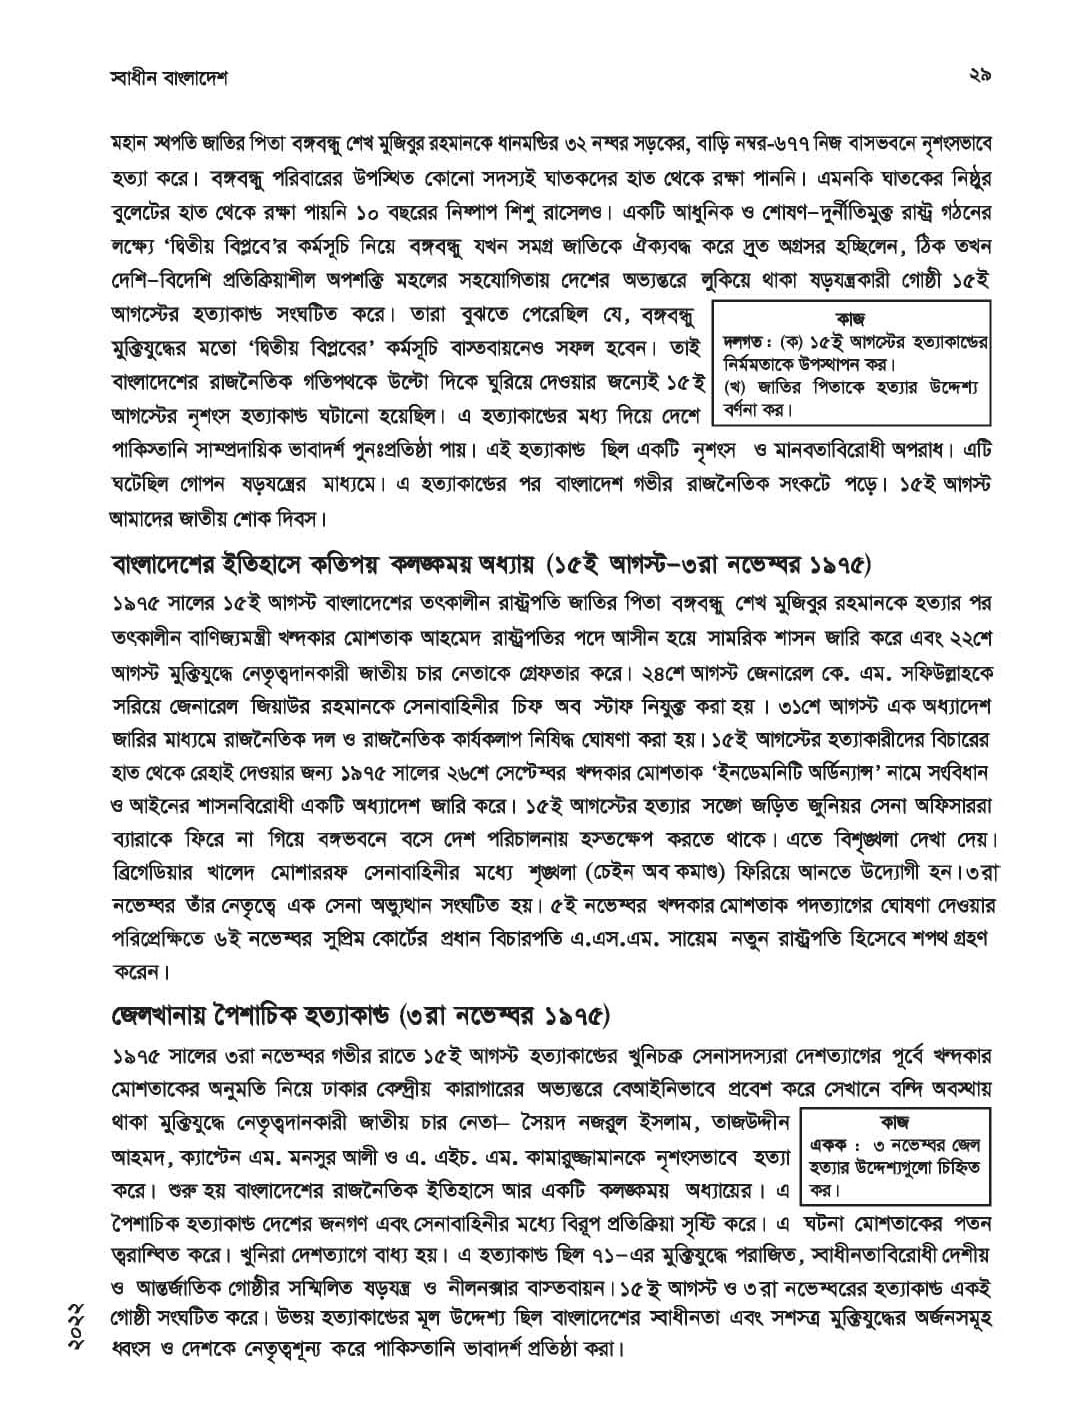 স্বাধীন বাংলাদেশ
২৯
মহান স্থপতি জাতির পিতা বঙ্গবন্ধু শেখ মুজিবুর রহমানকে ধানমন্ডির ৩২ নম্বর সড়কের, বাড়ি নম্বর-৬৭৭ নিজ বাসভবনে নৃশংসভাবে
হত্যা করে। বঙ্গবন্ধু পরিবারের উপস্থিত কোনো সদস্যই ঘাতকদের হাত থেকে রক্ষা পাননি। এমনকি ঘাতকের নিষ্ঠুর
বুলেটের হাত থেকে রক্ষা পায়নি ১০ বছরের নিষ্পাপ শিশু রাসেলও। একটি আধুনিক ও শোষণ–দুর্নীতিমুক্ত রাষ্ট্র গঠনের
লক্ষ্যে ‘দ্বিতীয় বিপ্লবে’র কর্মসূচি নিয়ে বঙ্গবন্ধু যখন সমগ্র জাতিকে ঐক্যবদ্ধ করে দ্রুত অগ্রসর হচ্ছিলেন, ঠিক তখন
দেশি–বিদেশি প্রতিক্রিয়াশীল অপশক্তি মহলের সহযোগিতায় দেশের অভ্যন্তরে লুকিয়ে থাকা ষড়যন্ত্রকারী গোষ্ঠী ১৫ই
আগস্টের হত্যাকান্ড সংঘটিত করে। তারা বুঝতে পেরেছিল যে, বঙ্গবন্ধু
মুক্তিযুদ্ধের মতো ‘দ্বিতীয় বিপ্লবের’ কর্মসূচি বাস্তবায়নেও সফল হবেন। তাই
বাংলাদেশের রাজনৈতিক গতিপথকে উল্টো দিকে ঘুরিয়ে দেওয়ার জন্যেই ১৫ই
আগস্টের নৃশংস হত্যাকান্ড ঘটানো হয়েছিল। এ হত্যাকান্ডের মধ্য দিয়ে দেশে
কাজ
দলগত : (ক) ১৫ই আগস্টের হত্যাকান্ডের
নির্মমতাকে উপস্থাপন কর।
(খ) জাতির পিতাকে হত্যার উদ্দেশ্য
বর্ণনা কর।
পাকিস্তানি সাম্প্রদায়িক ভাবাদর্শ পুনঃপ্রতিষ্ঠা পায়। এই হত্যাকান্ড ছিল একটি নৃশংস ও মানবতাবিরোধী অপরাধ। এটি
ঘটেছিল গোপন ষড়যন্ত্রের মাধ্যমে। এ হত্যাকান্ডের পর বাংলাদেশ গভীর রাজনৈতিক সংকটে পড়ে। ১৫ই আগস্ট
আমাদের জাতীয় শোক দিবস।
বাংলাদেশের ইতিহাসে কতিপয় কলঙ্কময় অধ্যায় (১৫ই আগস্ট–৩রা নভেম্বর ১৯৭৫)
১৯৭৫ সালের ১৫ই আগস্ট বাংলাদেশের তৎকালীন রাষ্ট্রপতি জাতির পিতা বঙ্গবন্ধু শেখ মুজিবুর রহমানকে হত্যার পর
তৎকালীন বাণিজ্যমন্ত্রী খন্দকার মোশতাক আহমেদ রাষ্ট্রপতির পদে আসীন হয়ে সামরিক শাসন জারি করে এবং ২২শে
আগস্ট মুক্তিযুদ্ধে নেতৃত্বদানকারী জাতীয় চার নেতাকে গ্রেফতার করে। ২৪শে আগস্ট জেনারেল কে. এম. সফিউল্লাহকে
সরিয়ে জেনারেল জিয়াউর রহমানকে সেনাবাহিনীর চিফ অব স্টাফ নিযুক্ত করা হয় । ৩১শে আগস্ট এক অধ্যাদেশ
জারির মাধ্যমে রাজনৈতিক দল ও রাজনৈতিক কার্যকলাপ নিষিদ্ধ ঘোষণা করা হয়। ১৫ই আগস্টের হত্যাকারীদের বিচারের
হাত থেকে রেহাই দেওয়ার জন্য ১৯৭৫ সালের ২৬শে সেপ্টেম্বর খন্দকার মোশতাক ‘ইনডেমনিটি অর্ডিন্যান্স’ নামে সংবিধান
ও আইনের শাসনবিরোধী একটি অধ্যাদেশ জারি করে। ১৫ই আগস্টের হত্যার সঙ্গে জড়িত জুনিয়র সেনা অফিসাররা
ব্যারাকে ফিরে না গিয়ে বঙ্গভবনে বসে দেশ পরিচালনায় হস্তক্ষেপ করতে থাকে। এতে বিশৃঙ্খলা দেখা দেয়।
ব্রিগেডিয়ার খালেদ মোশাররফ সেনাবাহিনীর মধ্যে শৃঙ্খলা (চেইন অব কমাণ্ড) ফিরিয়ে আনতে উদ্যোগী হন। ৩রা
নভেম্বর তাঁর নেতৃত্বে এক সেনা অভ্যুত্থান সংঘটিত হয়। ৫ই নভেম্বর খন্দকার মোশতাক পদত্যাগের ঘোষণা দেওয়ার
পরিপ্রেক্ষিতে ৬ই নভেম্বর সুপ্রিম কোর্টের প্রধান বিচারপতি এ.এস.এম. সায়েম নতুন রাষ্ট্রপতি হিসেবে শপথ গ্রহণ
করেন।
জেলখানায় পৈশাচিক হত্যাকান্ড (৩রা নভেম্বর ১৯৭৫)
১৯৭৫ সালের ৩রা নভেম্বর গভীর রাতে ১৫ই আগস্ট হত্যাকান্ডের খুনিচক্র সেনাসদস্যরা দেশত্যাগের পূর্বে খন্দকার
মোশতাকের অনুমতি নিয়ে ঢাকার কেন্দ্রীয় কারাগারের অভ্যন্তরে বেআইনিভাবে প্রবেশ করে সেখানে বন্দি অবস্থায়
থাকা মুক্তিযুদ্ধে নেতৃত্বদানকারী জাতীয় চার নেতা– সৈয়দ নজরুল ইসলাম, তাজউদ্দীন
আহমদ, ক্যাপ্টেন এম. মনসুর আলী ও এ. এইচ. এম. কামারুজ্জামানকে নৃশংসভাবে হত্যা
করে। শুরু হয় বাংলাদেশের রাজনৈতিক ইতিহাসে আর একটি কলঙ্কময় অধ্যায়ের। এ
কাজ
একক : ৩ নভেম্বর জেল
হত্যার উদ্দেশ্যগুলো চিহ্নিত
কর।
পৈশাচিক হত্যাকান্ড দেশের জনগণ এবং সেনাবাহিনীর মধ্যে বিরূপ প্রতিক্রিয়া সৃষ্টি করে। এ ঘটনা মোশতাকের পতন
ত্বরান্বিত করে। খুনিরা দেশত্যাগে বাধ্য হয়। এ হত্যাকান্ড ছিল ৭১–এর মুক্তিযুদ্ধে পরাজিত, স্বাধীনতাবিরোধী দেশীয়
ও আন্তর্জাতিক গোষ্ঠীর সম্মিলিত ষড়যন্ত্র ও নীলনক্সার বাস্তবায়ন। ১৫ই আগস্ট ও ৩রা নভেম্বরের হত্যাকান্ড একই
গোষ্ঠী সংঘটিত করে। উভয় হত্যাকান্ডের মূল উদ্দেশ্য ছিল বাংলাদেশের স্বাধীনতা এবং সশস্ত্র মুক্তিযুদ্ধের অর্জনসমূহ
ধ্বংস ও দেশকে নেতৃত্বশূন্য করে পাকিস্তানি ভাবাদর্শ প্রতিষ্ঠা করা।
২০২২